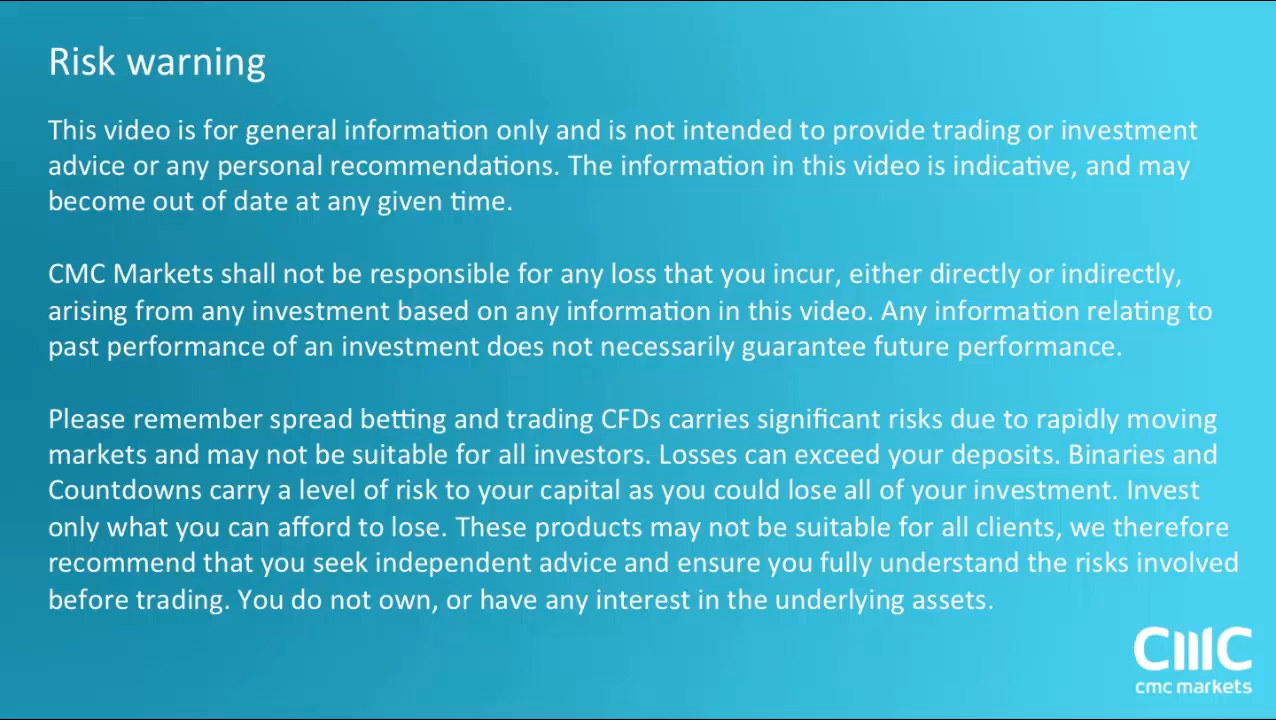 Risk warning
This video is for general information only and is not intended to provide trading or investment
advice or any personal recommendations. The information in this video is indicative, and may
become out of date at any given time.
CMC Markets shall not be responsible for any loss that you incur, either directly or indirectly,
arising from any investment based on any information in this video. Any information relating to
past performance of an investment does not necessarily guarantee future performance.
Please remember spread betting and trading CFDs carries significant risks due to rapidly moving
markets and may not be suitable for all investors. Losses can exceed your deposits. Binaries and
Countdowns carry a level of risk to your capital as you could lose all of your investment. Invest
only what you can afford to lose. These products may not be suitable for all clients, we therefore
recommend that you seek independent advice and ensure you fully understand the risks involved
before trading. You do not own, or have any interest in the underlying assets.
CMC
cmc markets